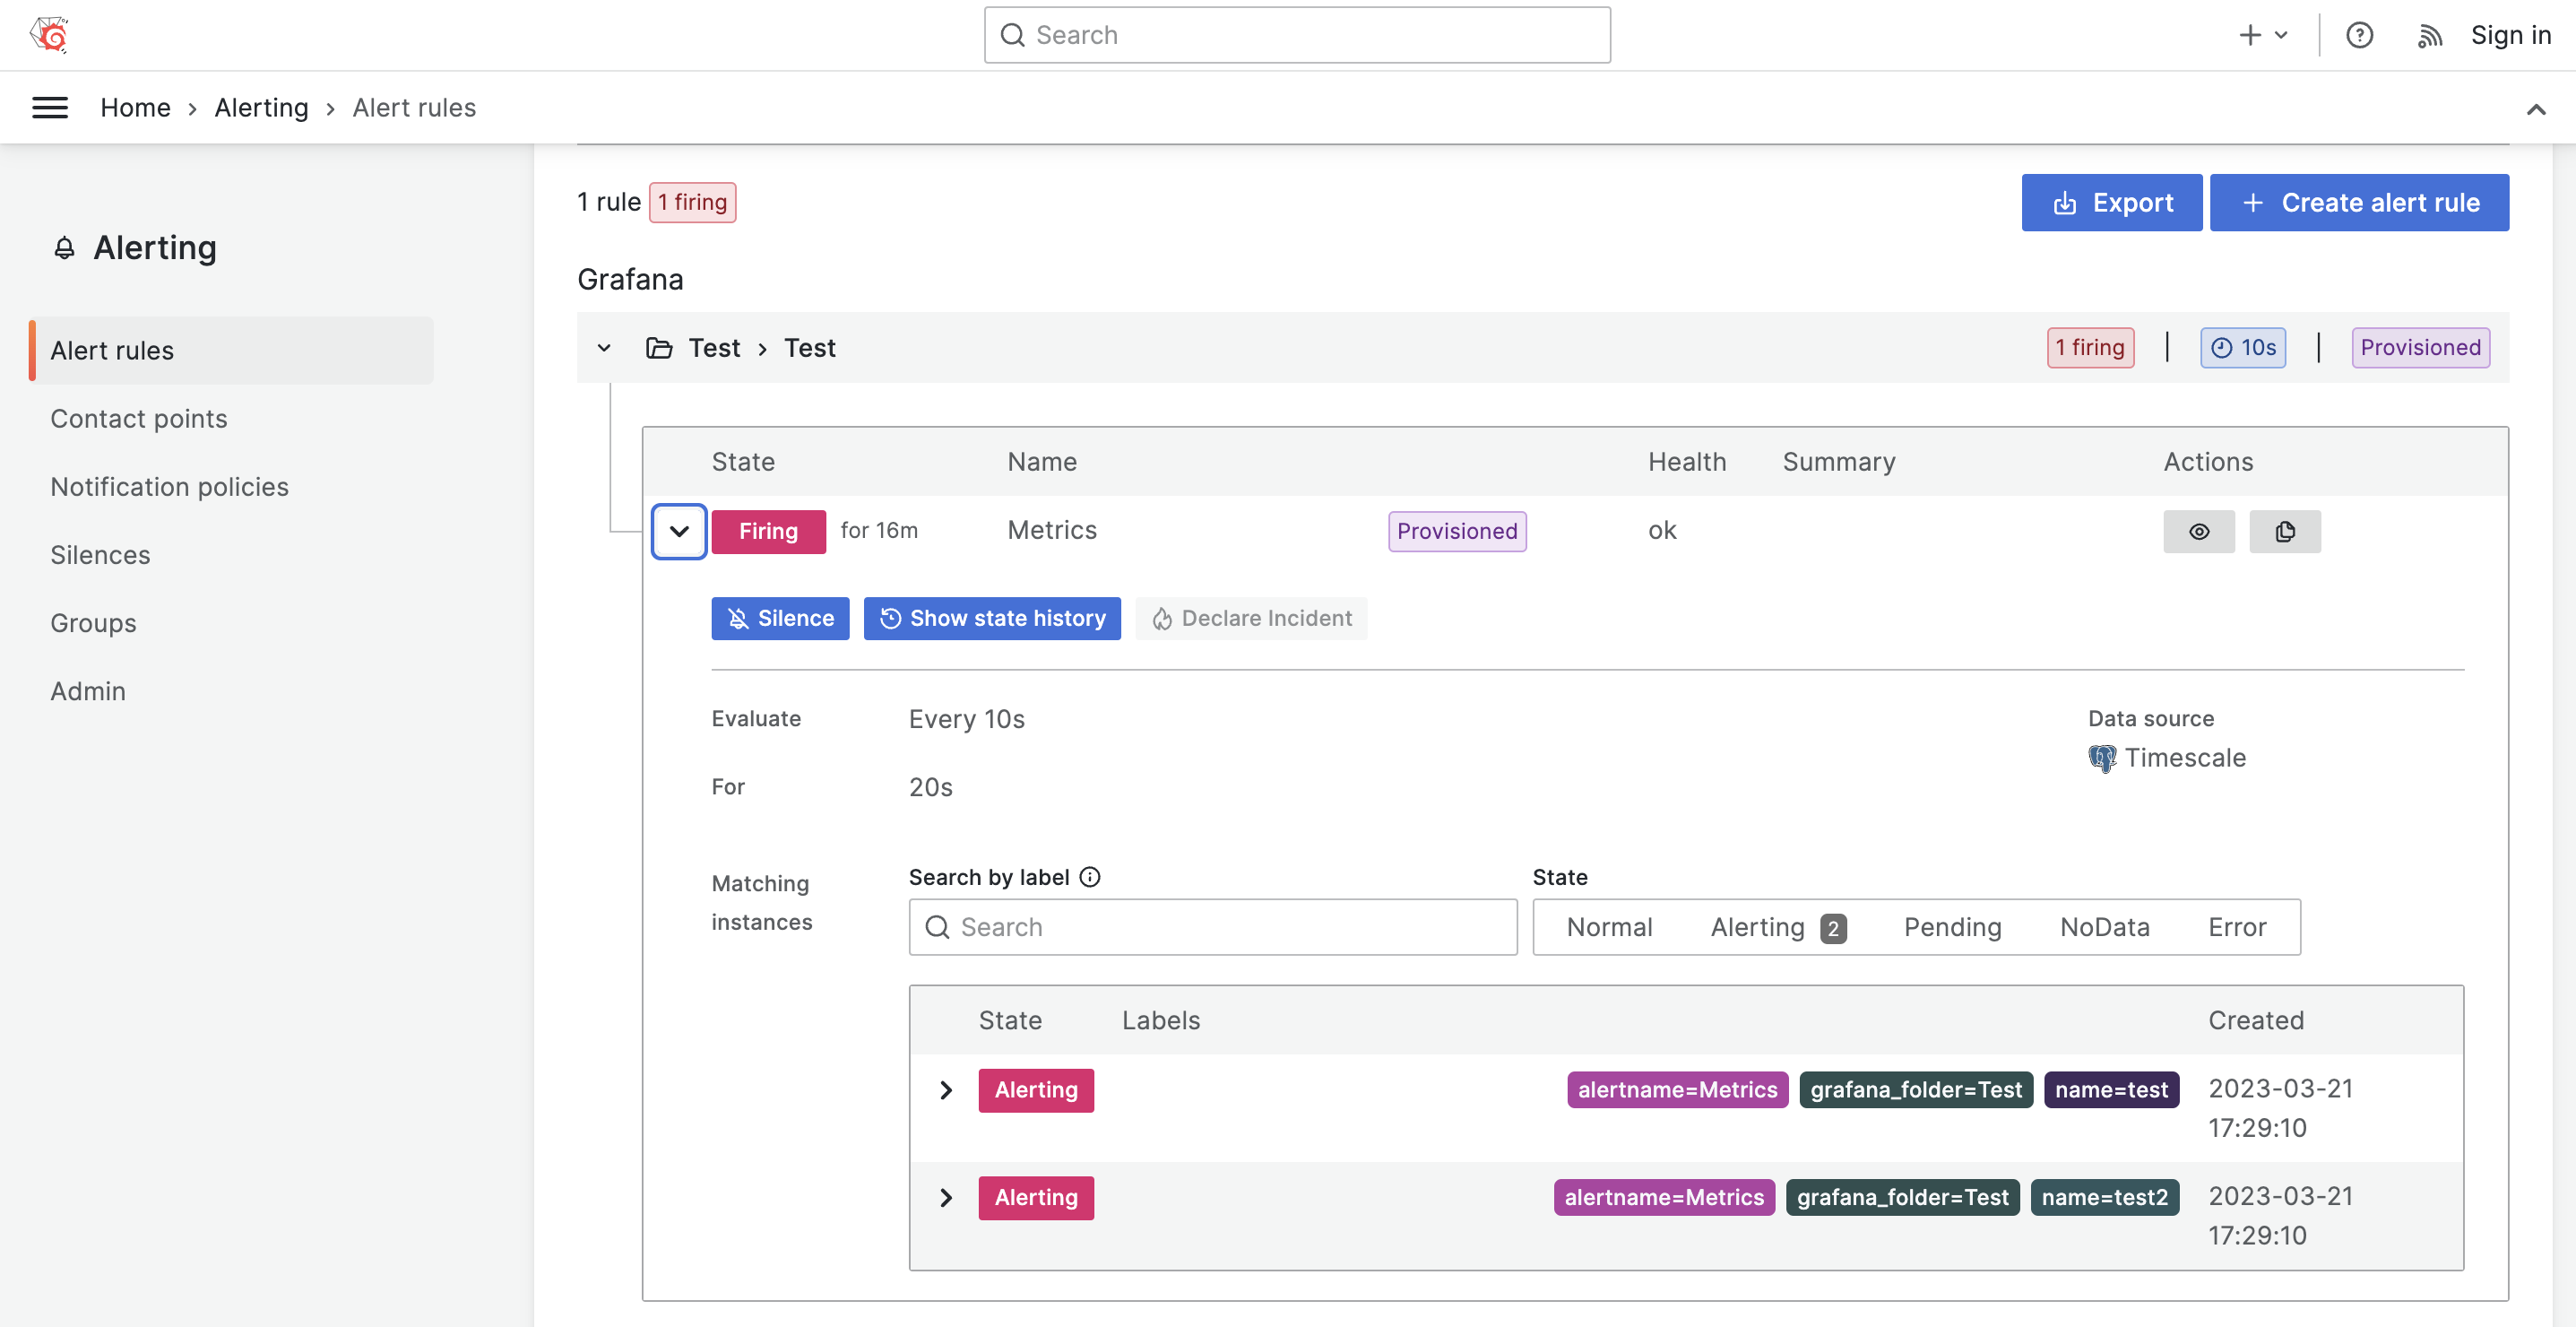 Search
Sign in
Home › Alerting › Alert rules
1 rule 1 firing
Export
Create alert rule
Alerting
Alert rules
Contact points
Notification policies
Silences
Groups
Admin
Grafana
Test › Test
1 firing | 10s | Provisioned
State Name Health Summary Actions
Firing for 16m Metrics Provisioned ok
Silence Show state history Declare Incident
Evaluate Every 10s
For 20s
Data source
Timescale
Matching
instances
Search by label
Search
State
Normal Alerting 2 Pending NoData Error
State Labels Created
Alerting alertname=Metrics grafana_folder=Test name=test 2023-03-21
17:29:10
Alerting alertname=Metrics grafana_folder=Test name=test2 2023-03-21
17:29:10